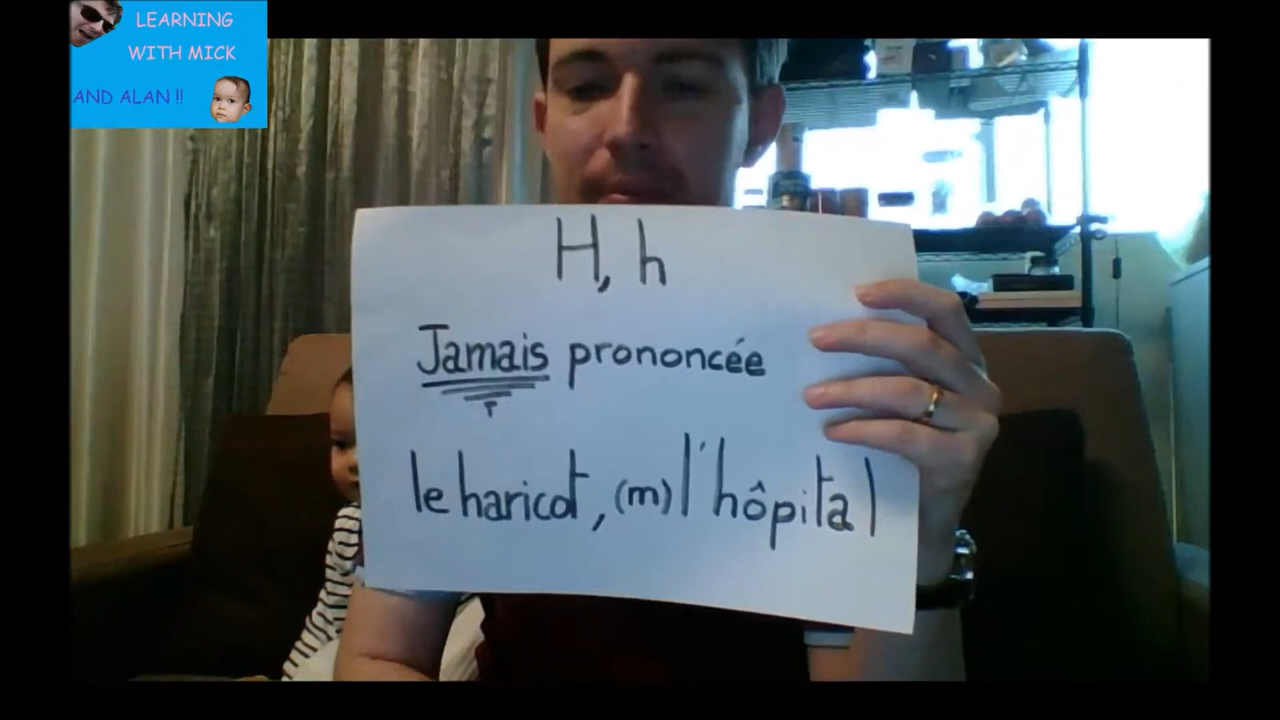 LEARNING
WITH MICK
AND ALAN !!
H, h
Jamais prononcée
le haricot, (m) l'hôpital